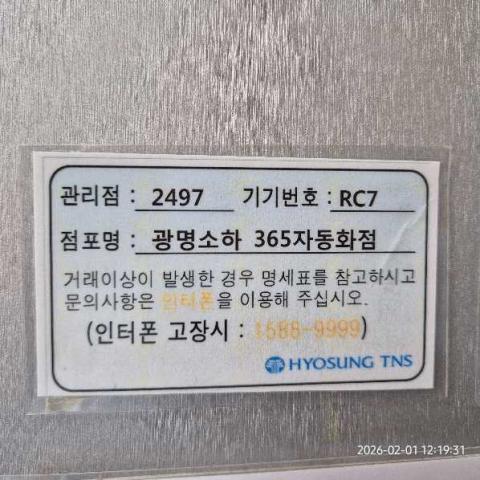 관리점 : 2497 기기번호 : RC7
점포명 : 광명소하 365자동화점
거래이상이 발생한 경우 명세표를 참고하시고
문의사항은 인터폰을 이용해 주십시오.
(인터폰 고장시 : 1588-9999)
HYOSUNG TNS
2026-02-01 12:19:31